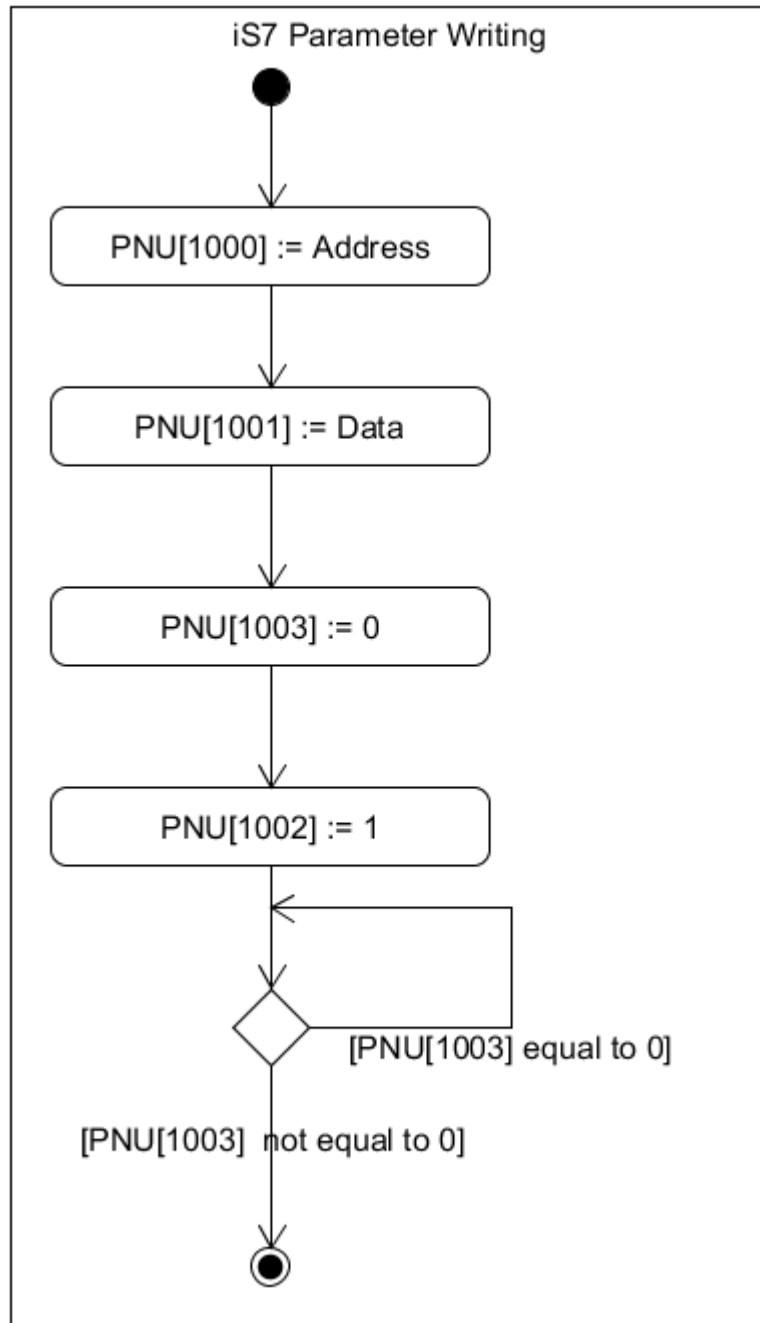 iS7 Parameter Writing
PNU[1000] := Address
PNU[1001] := Data
PNU[1003] := 0
PNU[1002] := 1
[PNU[1003] equal to 0]
[PNU[1003]  not equal to 0]